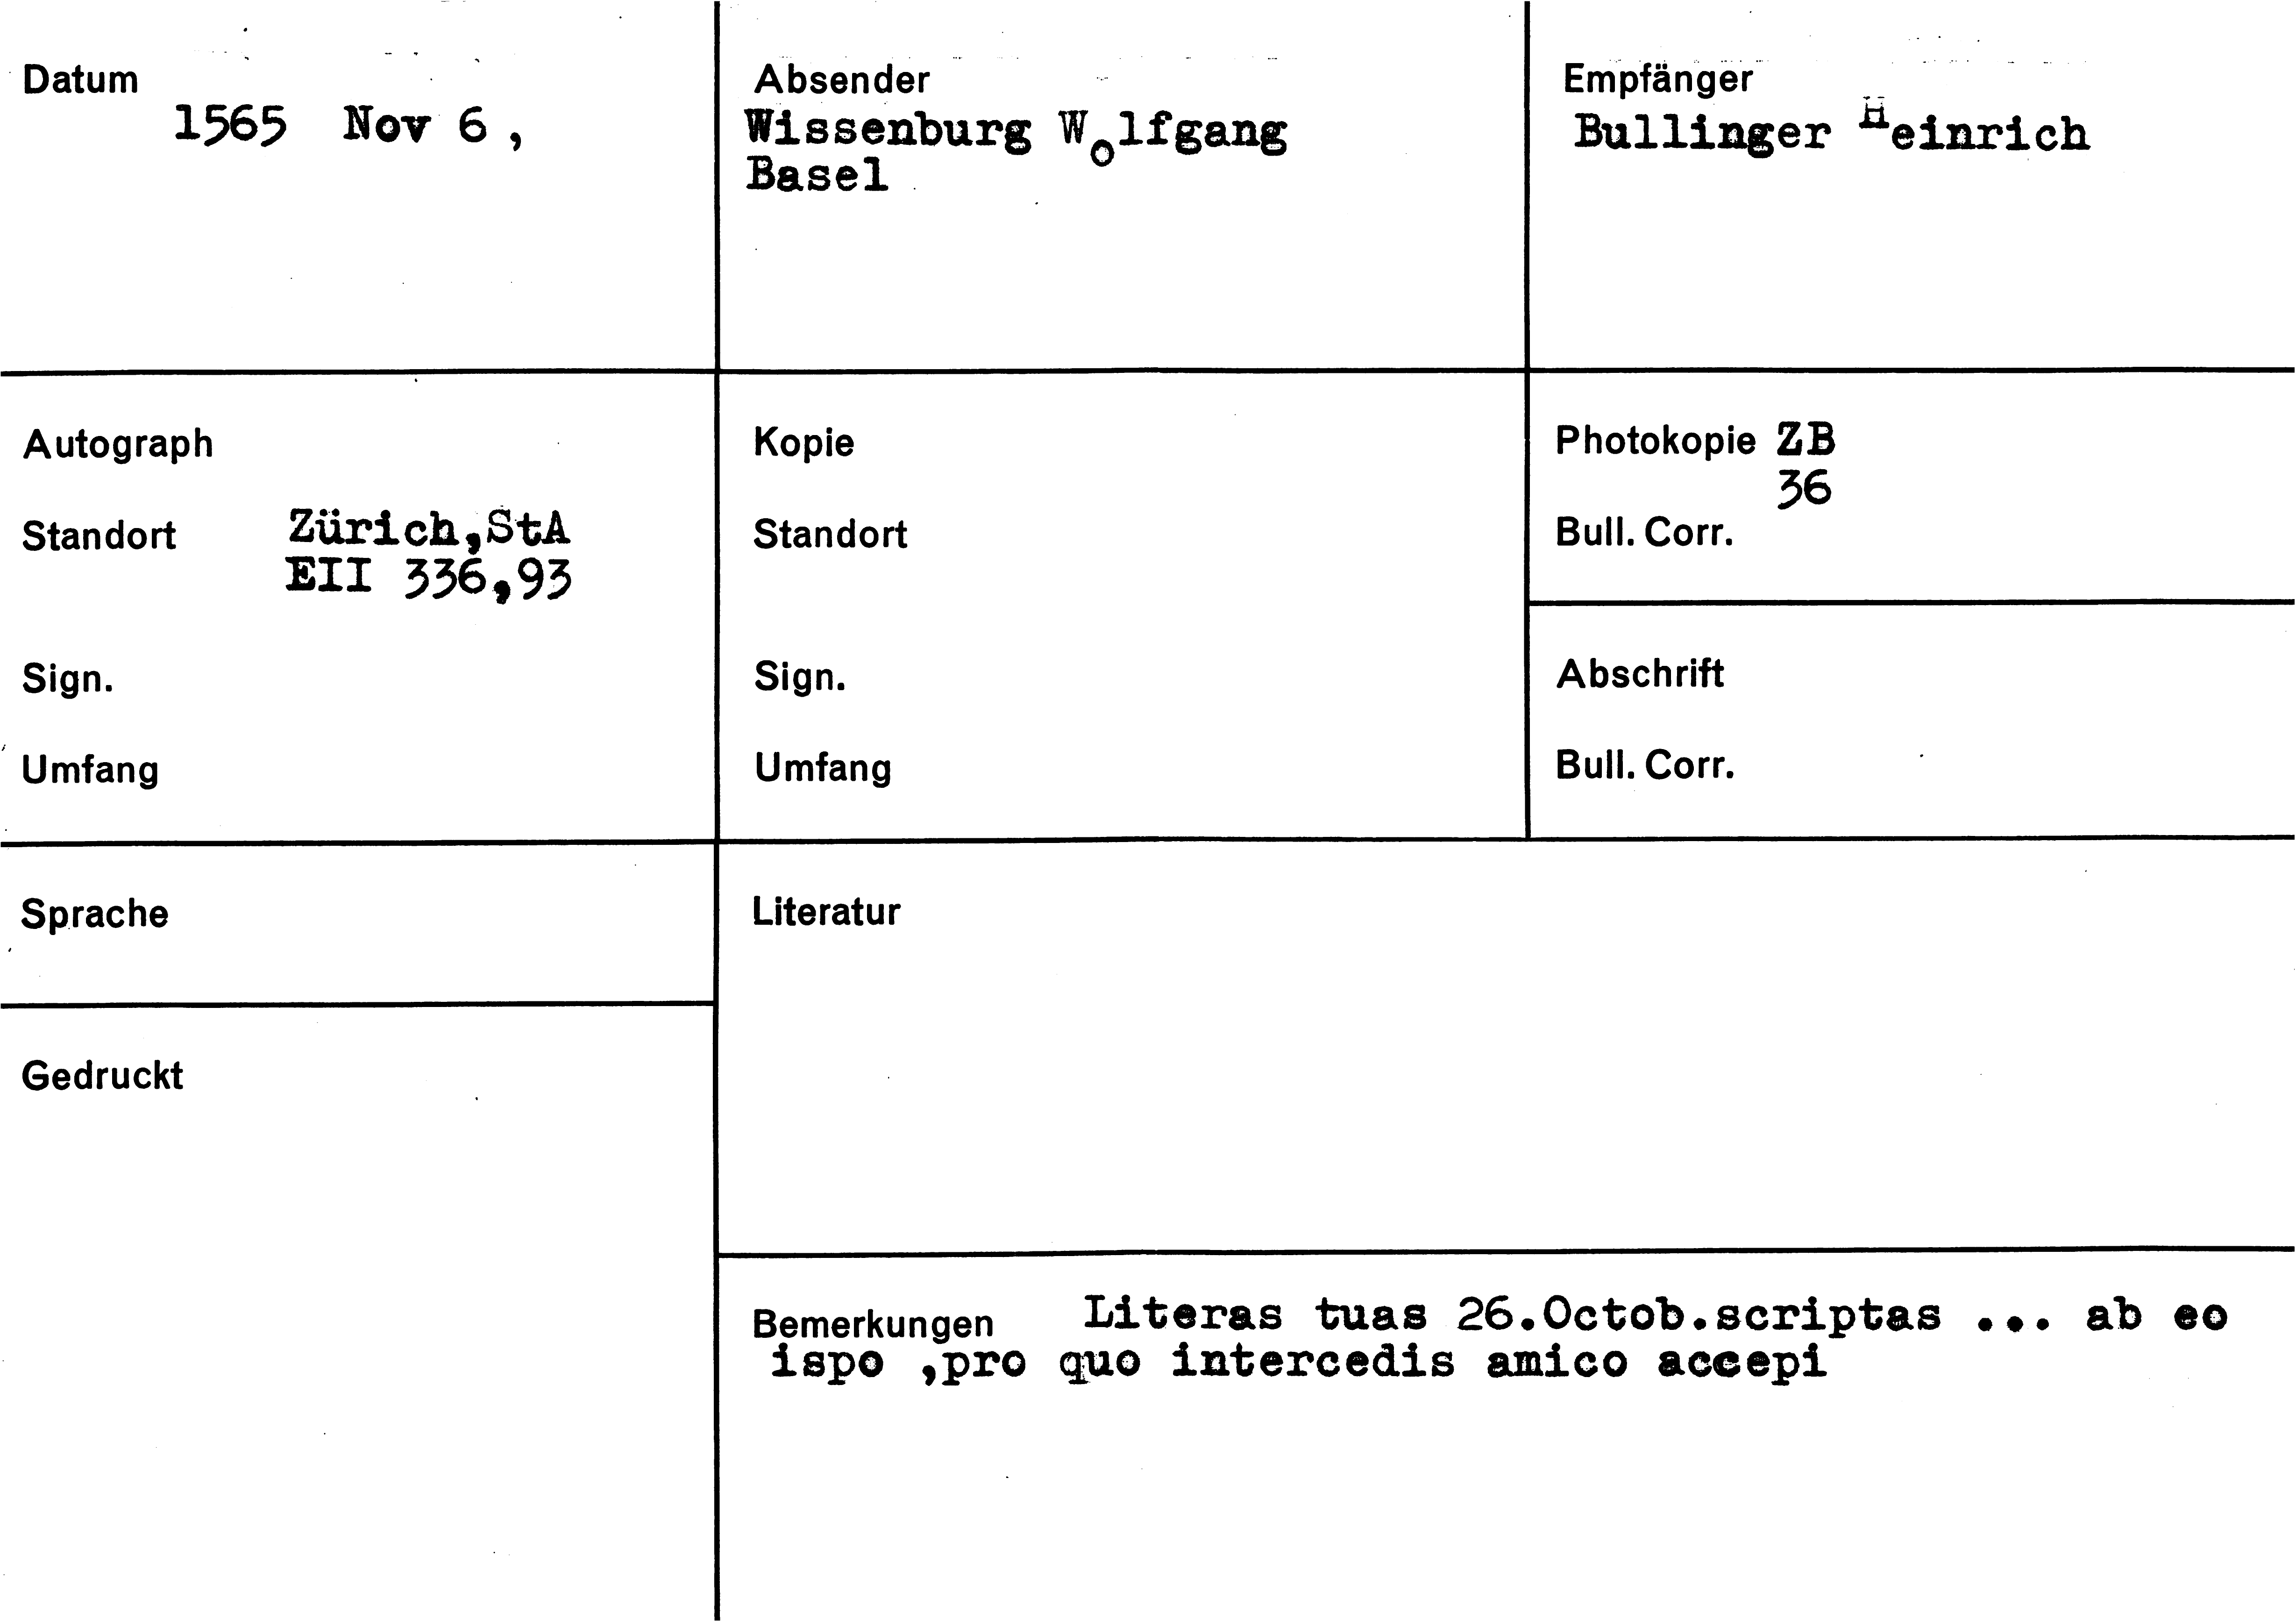 Datum
1565 Nov 6 ,
Absender
Wissenburg Wolfgang
Basel
Empfänger
Bullinger Heinrich
Autograph
Standort Zürich,StA
EII 336,93
Sign.
Umfang
Kopie
Standort
Sign.
Umfang
Photokopie ZB
36
Bull. Corr.
Abschrift
Bull. Corr.
Sprache
Gedruckt
Literatur
Bemerkungen Literas tuas 26.Octob.scriptas ... ab eo
ispo ,pro quo intercedis amico accepi